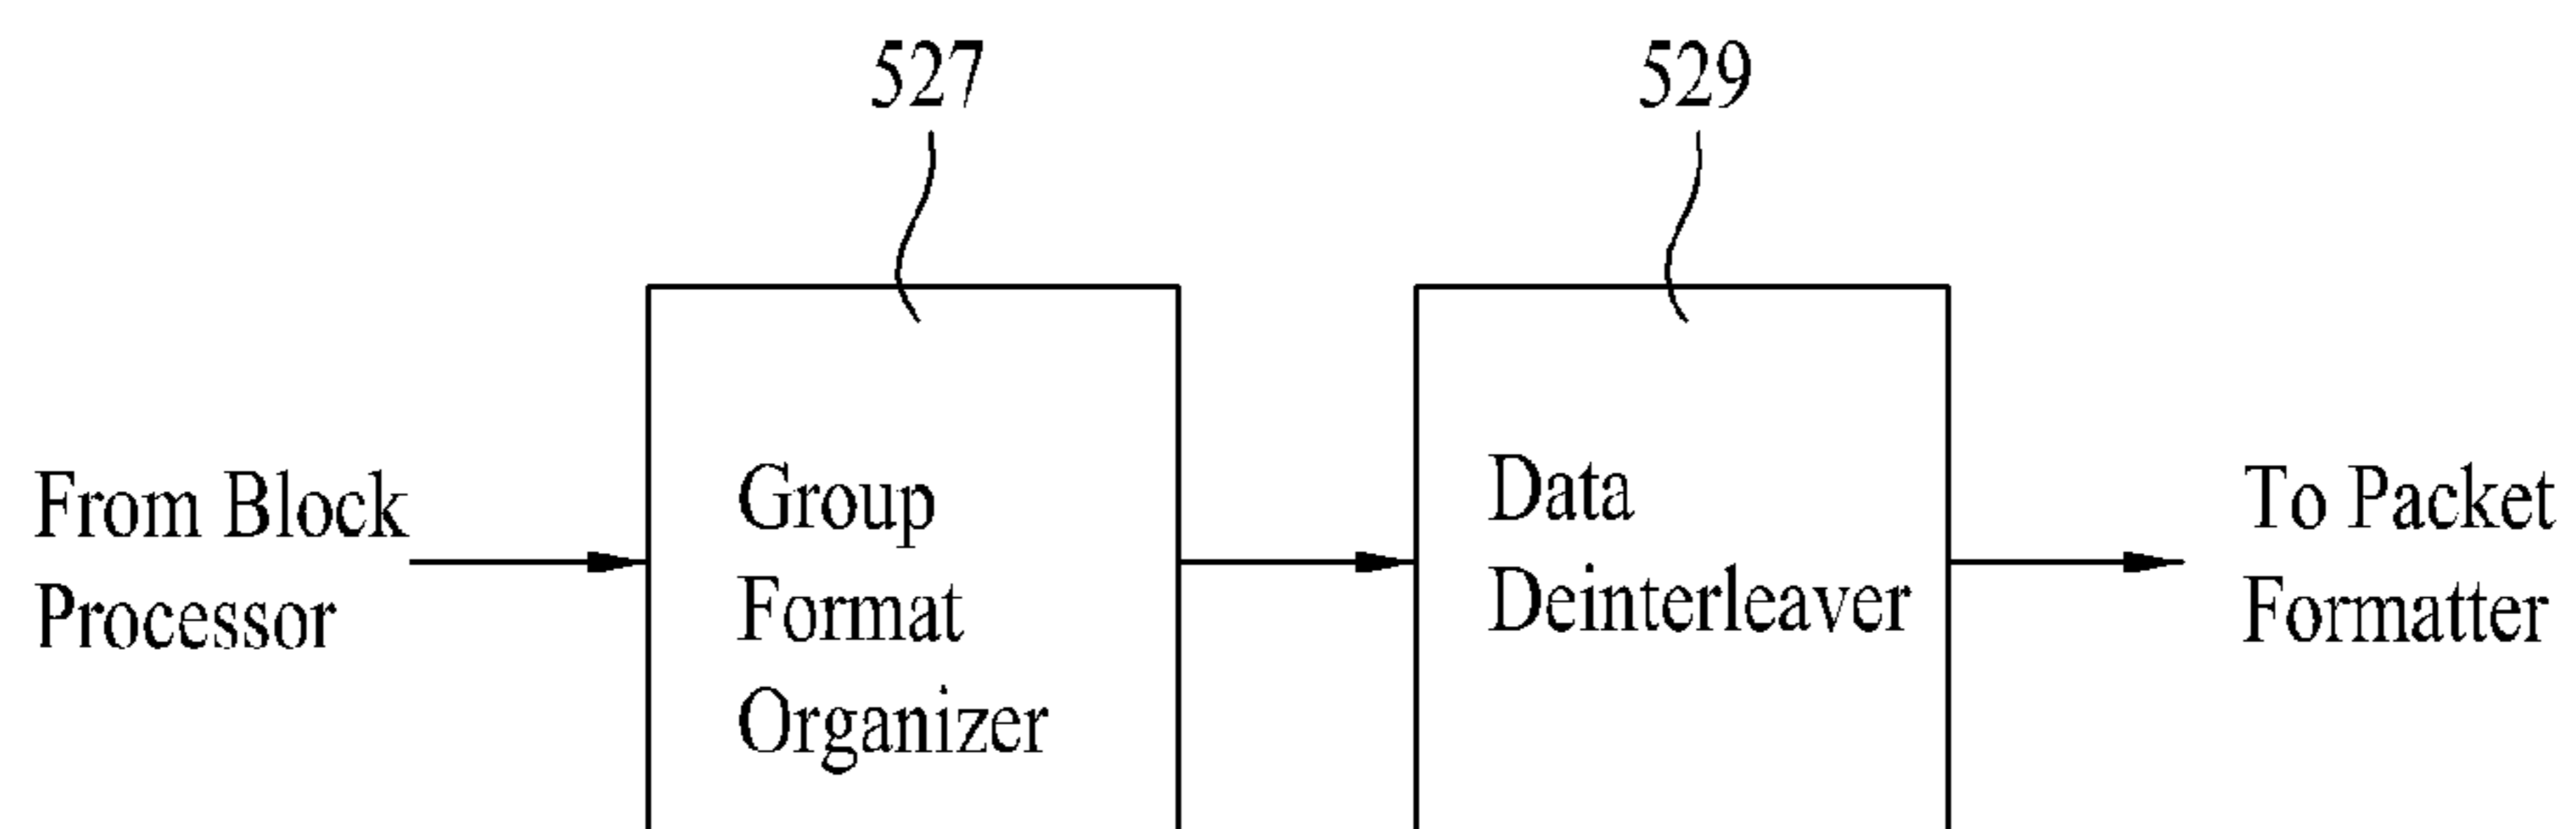 527
529
From Block
Processor
Group
Format
Organizer
Data
Deinterleaver
To Packet
Formatter